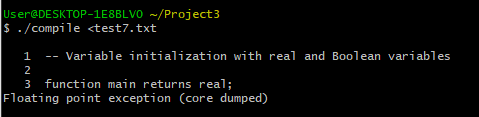 User@DESKTOP-1E8BLVO ~/Project3
$ ./compile <test7.txt
1 -- Variable initialization with real and Boolean variables
2
3 function main returns real;
Floating point exception (core dumped)